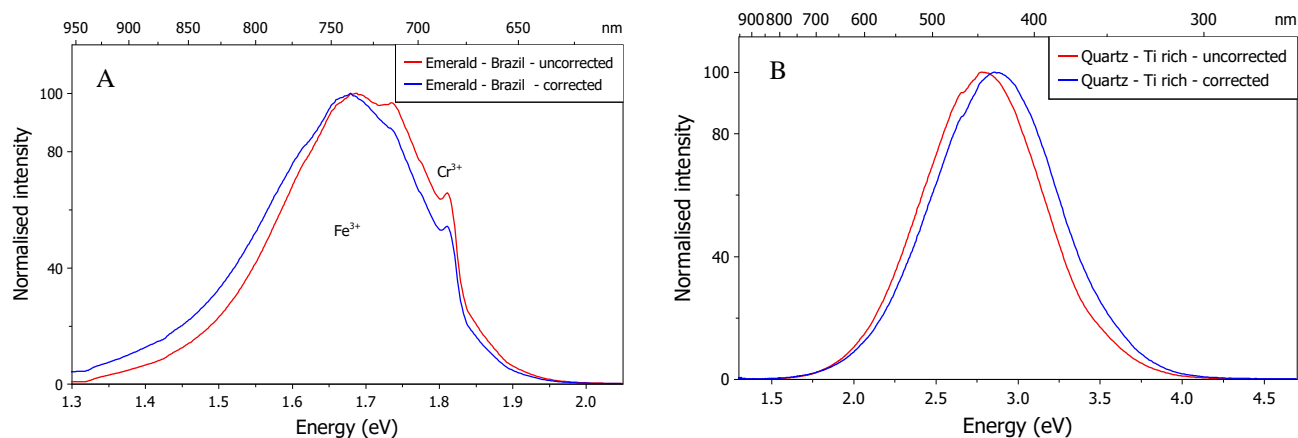 950 900 850 800 750 700 650 nm
A
Emerald - Brazil - uncorrected
Emerald - Brazil - corrected
100
80
40
0
Normalised intensity
Cr³⁺
Fe³⁺
1.3 1.4 1.5 1.6 1.7 1.8 1.9 2.0
Energy (eV)
900 800 700 600 500 400 300 nm
B
Quartz - Ti rich - uncorrected
Quartz - Ti rich - corrected
100
80
40
0
Normalised intensity
1.5 2.0 2.5 3.0 3.5 4.0 4.5
Energy (eV)